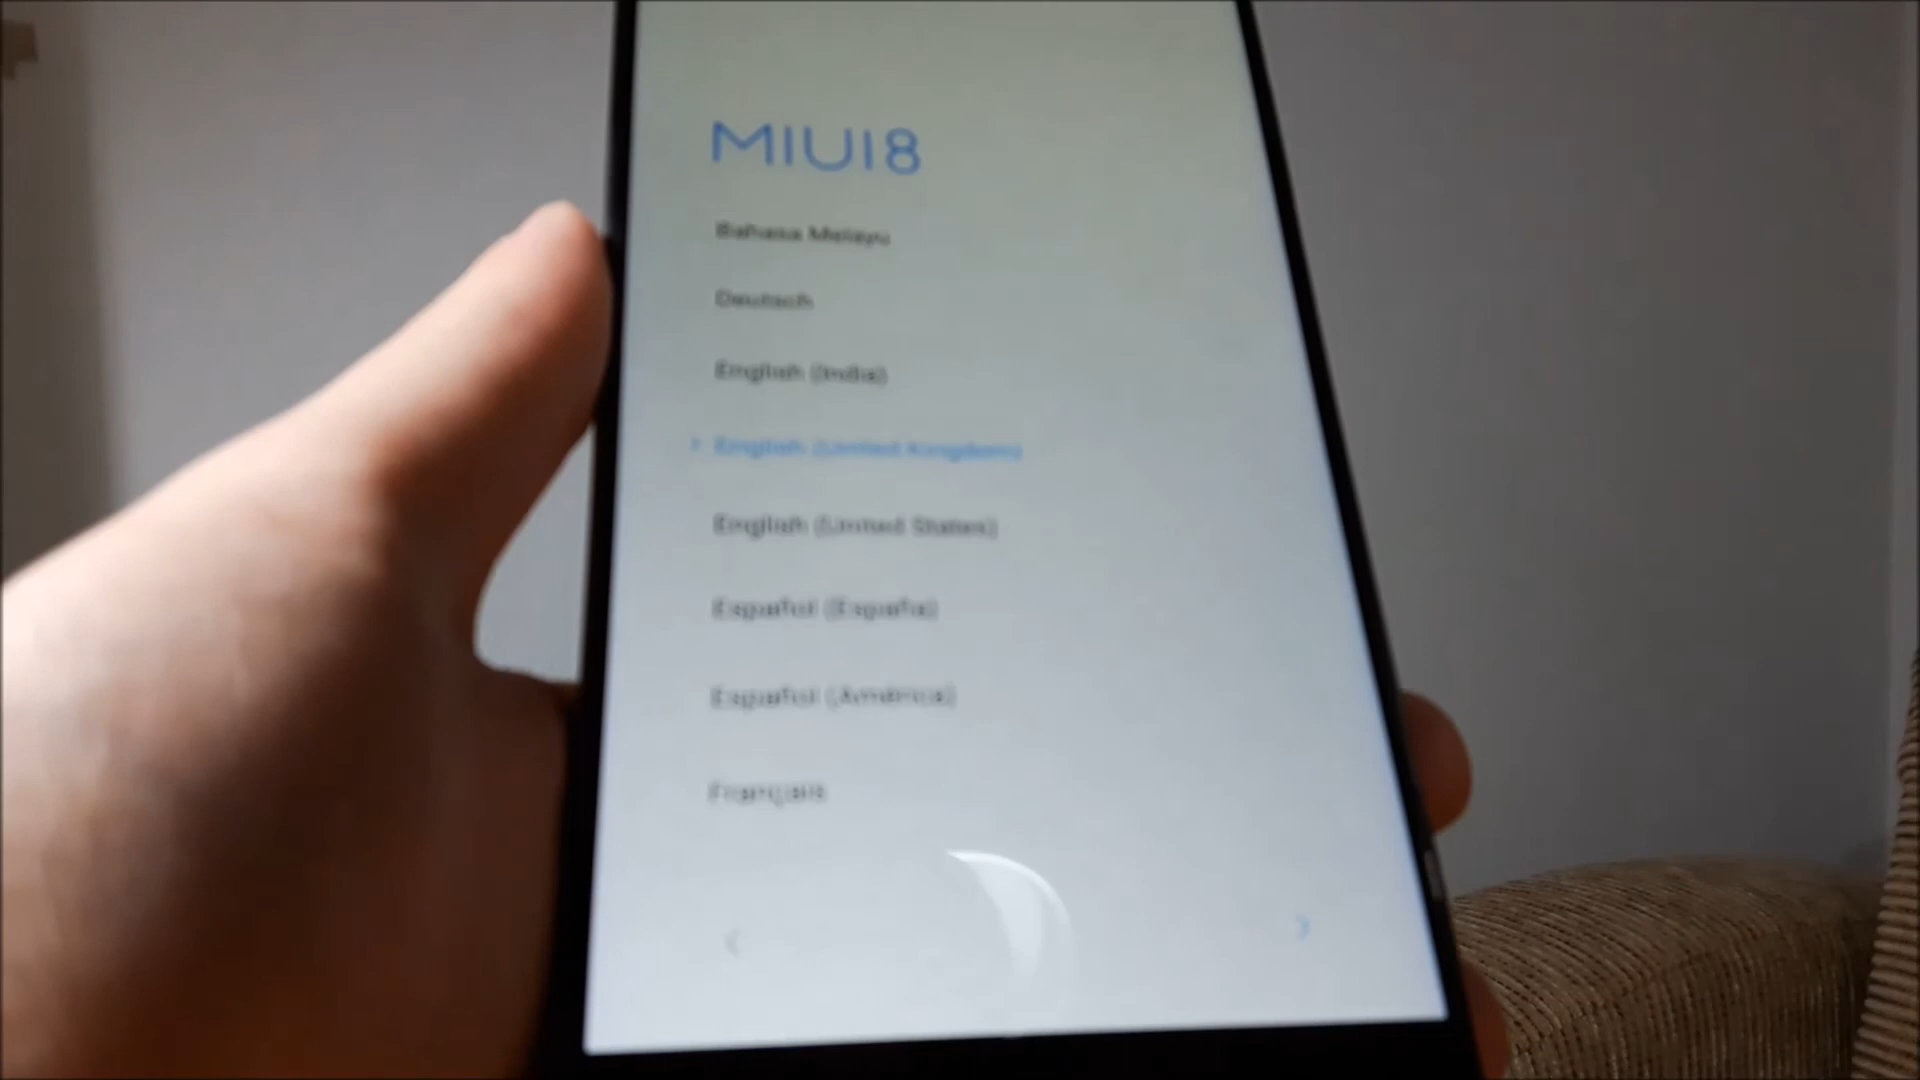 MIUI8
Bahasa Melayu
Deutsch
English (India)
English (United Kingdom)
English (United States)
Español (España)
Español (América)
Français